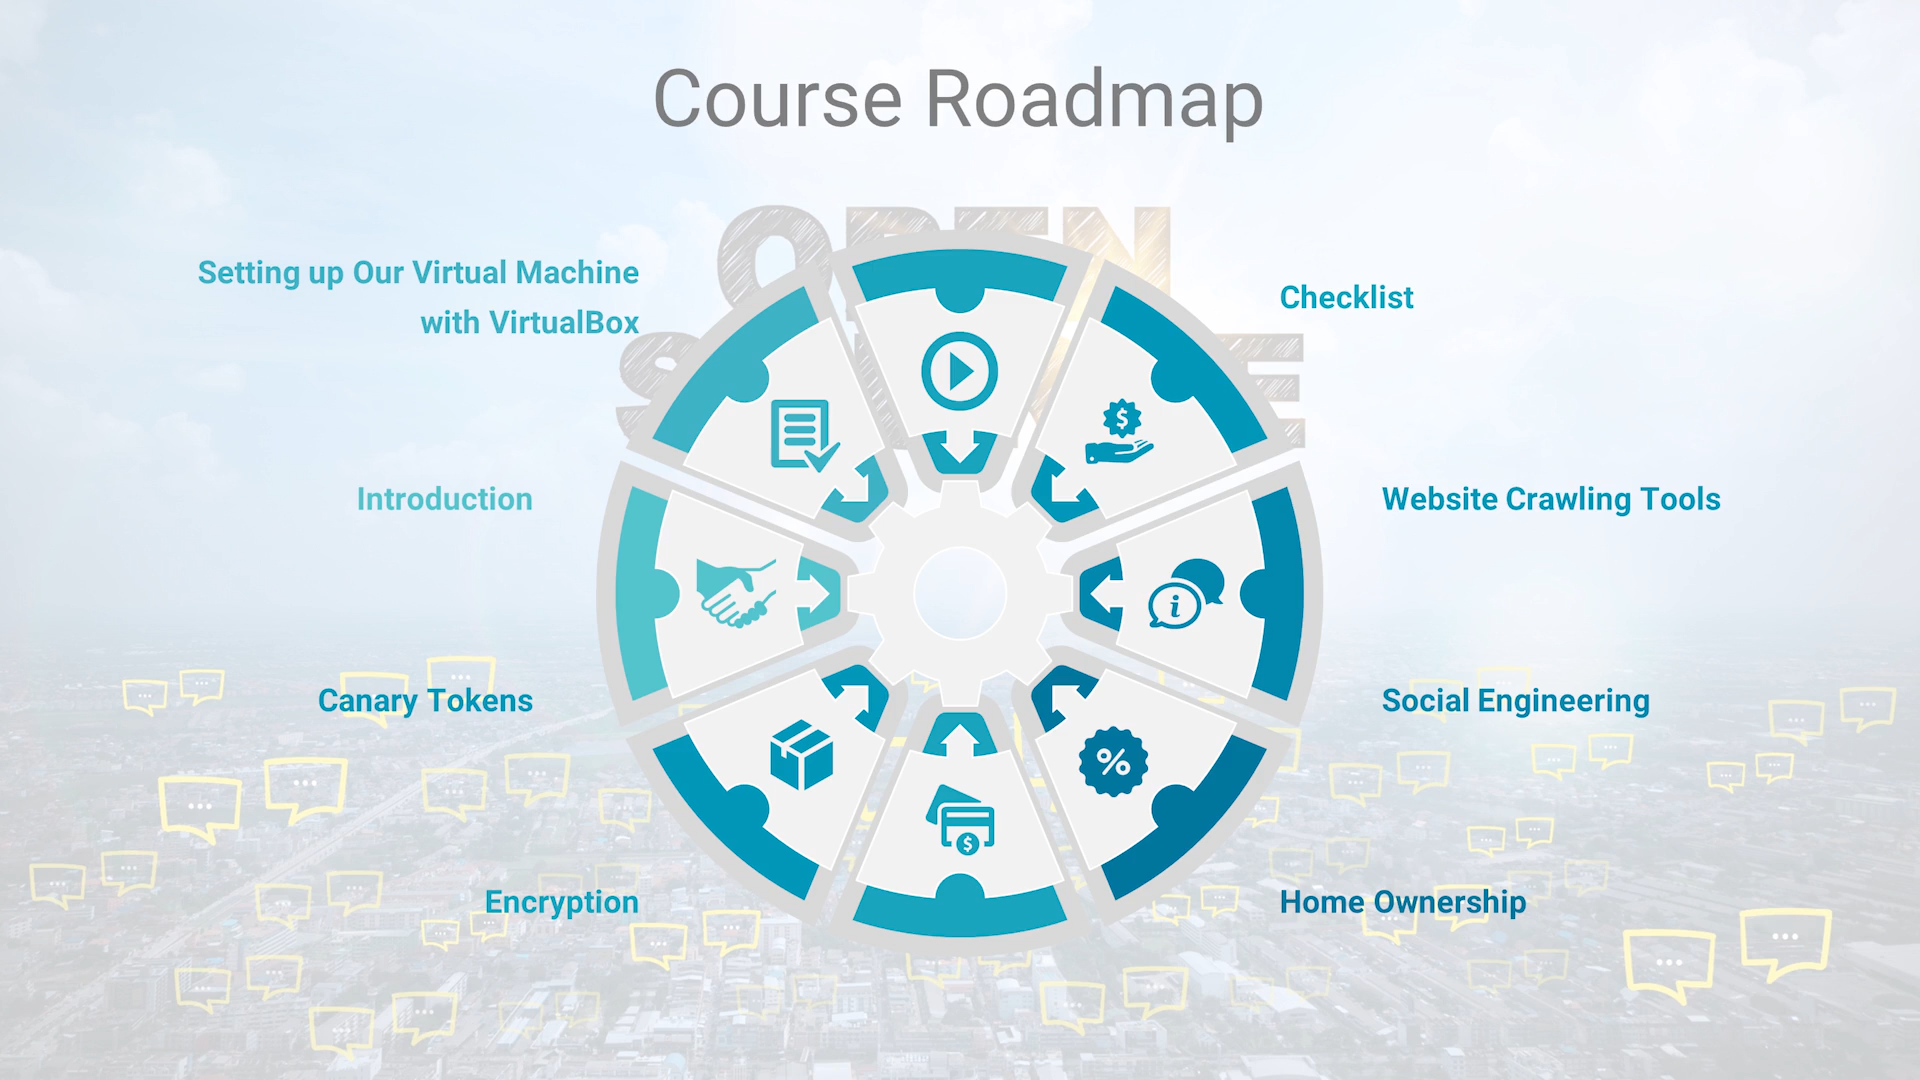 Course Roadmap
OPEN
Setting up Our Virtual Machine
with VirtualBox
Checklist
Introduction
Website Crawling Tools
Canary Tokens
Social Engineering
Encryption
Home Ownership
$
i
%
$